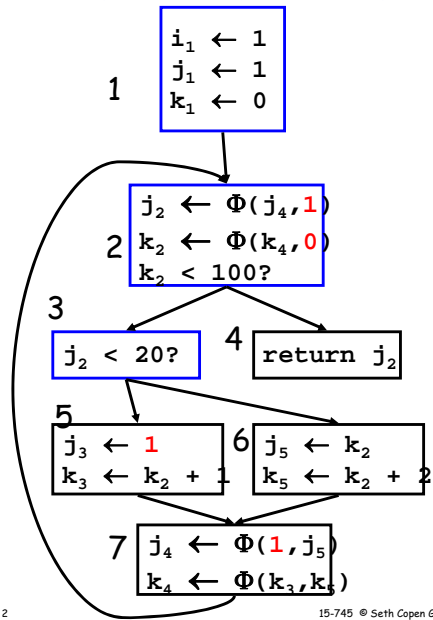 1
i₁ ← 1
j₁ ← 1
k₁ ← 0
2
j₂ ← Φ(j₄,1)
k₂ ← Φ(k₄,0)
k₂ < 100?
3
j₂ < 20?
4
return j₂
5
j₃ ← 1
k₃ ← k₂ + 1
6
j₅ ← k₂
k₅ ← k₂ + 2
7
j₄ ← Φ(1,j₅)
k₄ ← Φ(k₃,k₅)
2
15-745 © Seth Copen G